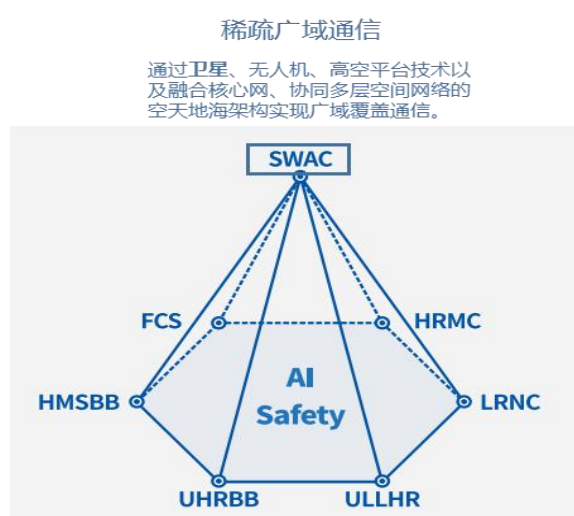 稀疏广域通信
通过卫星、无人机、高空平台技术以
及融合核心网、协同多层空间网络的
空天地海架构实现广域覆盖通信。
SWAC
FCS
HRMC
AI
Safety
HMSBB
LRNC
UHRBB
ULLHR